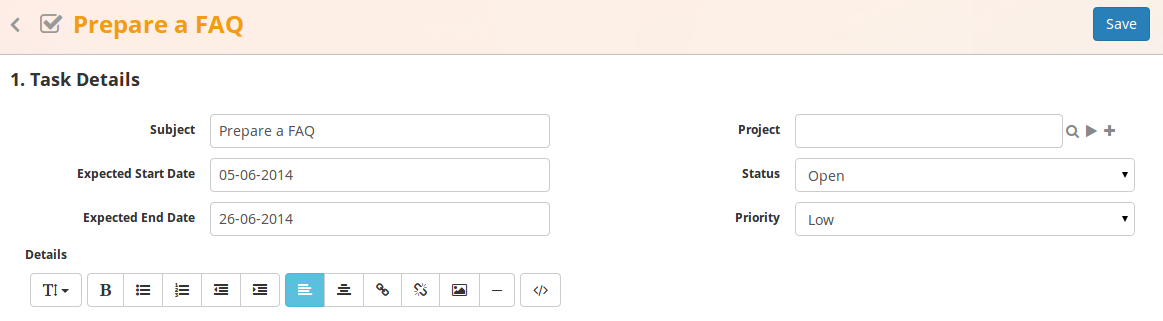 Prepare a FAQ
Save
1. Task Details
Subject Prepare a FAQ Project
Expected Start Date 05-06-2014 Status Open
Expected End Date 26-06-2014 Priority Low
Details
T B </>